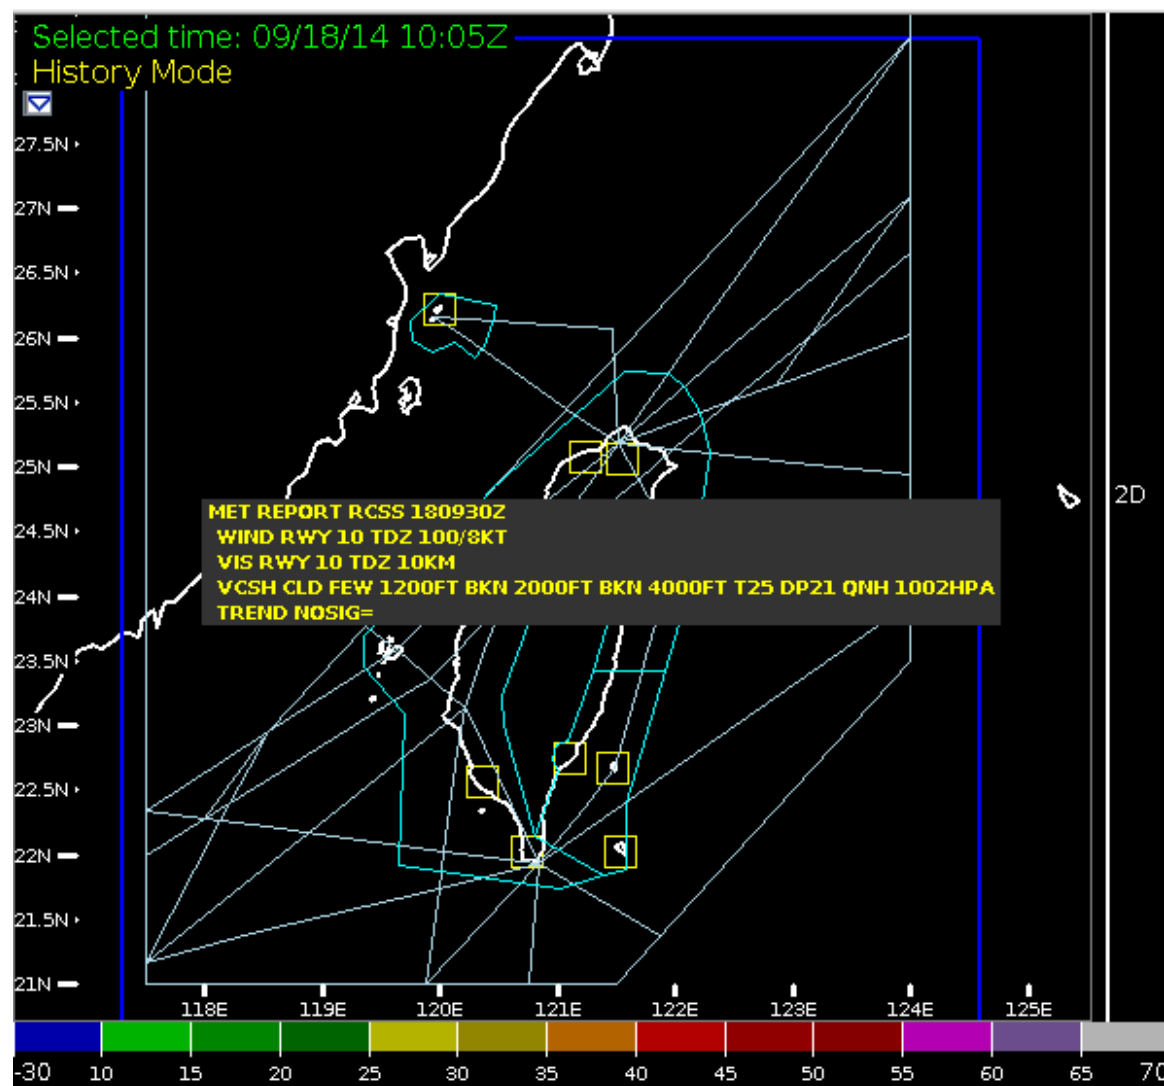 Selected time: 09/18/14 10:05Z
History Mode
27.5N
27N
26.5N
26N
25.5N
25N
2D
MET REPORT RCSS 180930Z
24.5N
WIND RWY 10 TDZ 100/8KT
VIS RWY 10 TDZ 10KM
24N
VCSH CLD FEW 1200FT BKN 2000FT BKN 4000FT T25 DP21 QNH 1002HPA
TREND NOSIG=
23.5N
23N
22.5N
22N
21.5N
21N
118E 119E 120E 121E 122E 123E 124E 125E
-30 10 15 20 25 30 35 40 45 50 55 60 65 70